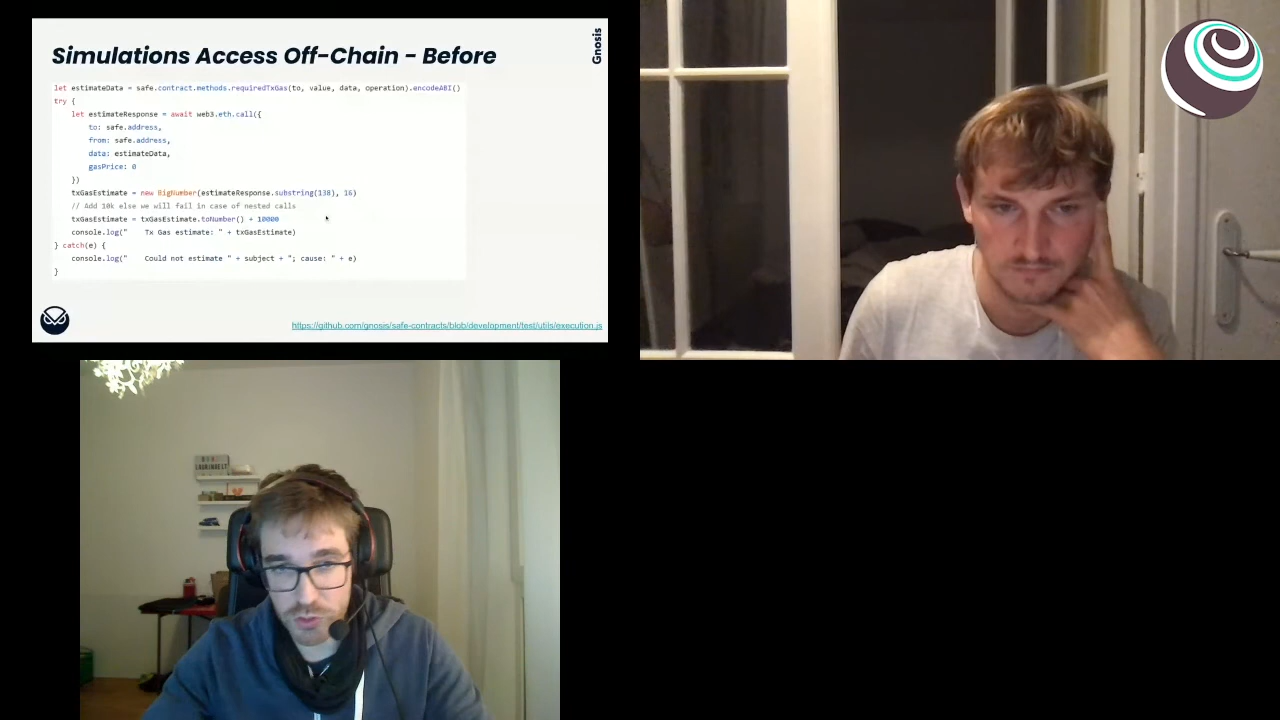 Simulations Access Off-Chain - Before
Gnosis
let estimateData = safe.contract.methods.requiredTxGas(to, value, data, operation).encodeABI()
try {
let estimateResponse = await web3.eth.call({
to: safe.address,
from: safe.address,
data: estimateData,
gasPrice: 0
})
txGasEstimate = new BigNumber(estimateResponse.substring(138), 16)
// Add 10k else we will fail in case of nested calls
txGasEstimate = txGasEstimate.toNumber() + 10000
console.log("    Tx Gas estimate: " + txGasEstimate)
} catch(e) {
console.log("    Could not estimate " + subject + "; cause: " + e)
}
https://github.com/gnosis/safe-contracts/blob/development/test/utils/execution.js